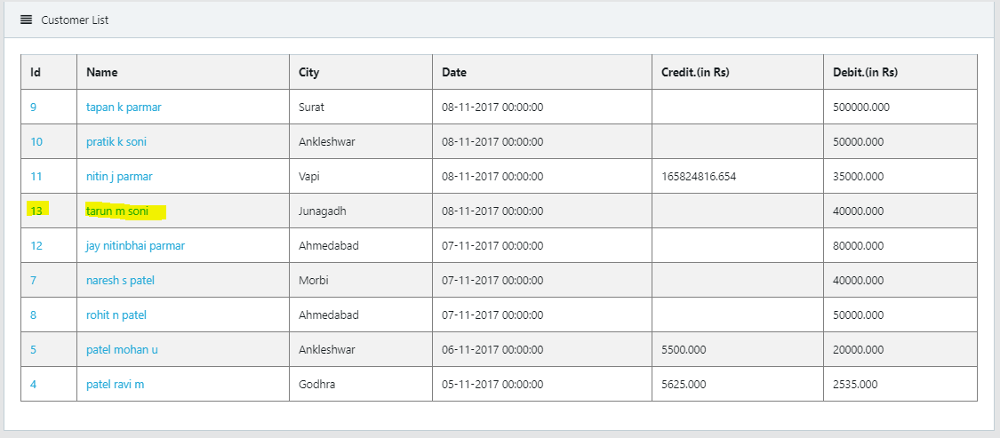 Customer List
Id Name City Date Credit.(in Rs) Debit.(in Rs)
9 tapan k parmar Surat 08-11-2017 00:00:00 500000.000
10 pratik k soni Ankleshwar 08-11-2017 00:00:00 50000.000
11 nitin j parmar Vapi 08-11-2017 00:00:00 165824816.654 35000.000
13 tarun m soni Junagadh 08-11-2017 00:00:00 40000.000
12 jay nitinbhai parmar Ahmedabad 07-11-2017 00:00:00 80000.000
7 naresh s patel Morbi 07-11-2017 00:00:00 40000.000
8 rohit n patel Ahmedabad 07-11-2017 00:00:00 50000.000
5 patel mohan u Ankleshwar 06-11-2017 00:00:00 5500.000 20000.000
4 patel ravi m Godhra 05-11-2017 00:00:00 5625.000 2535.000